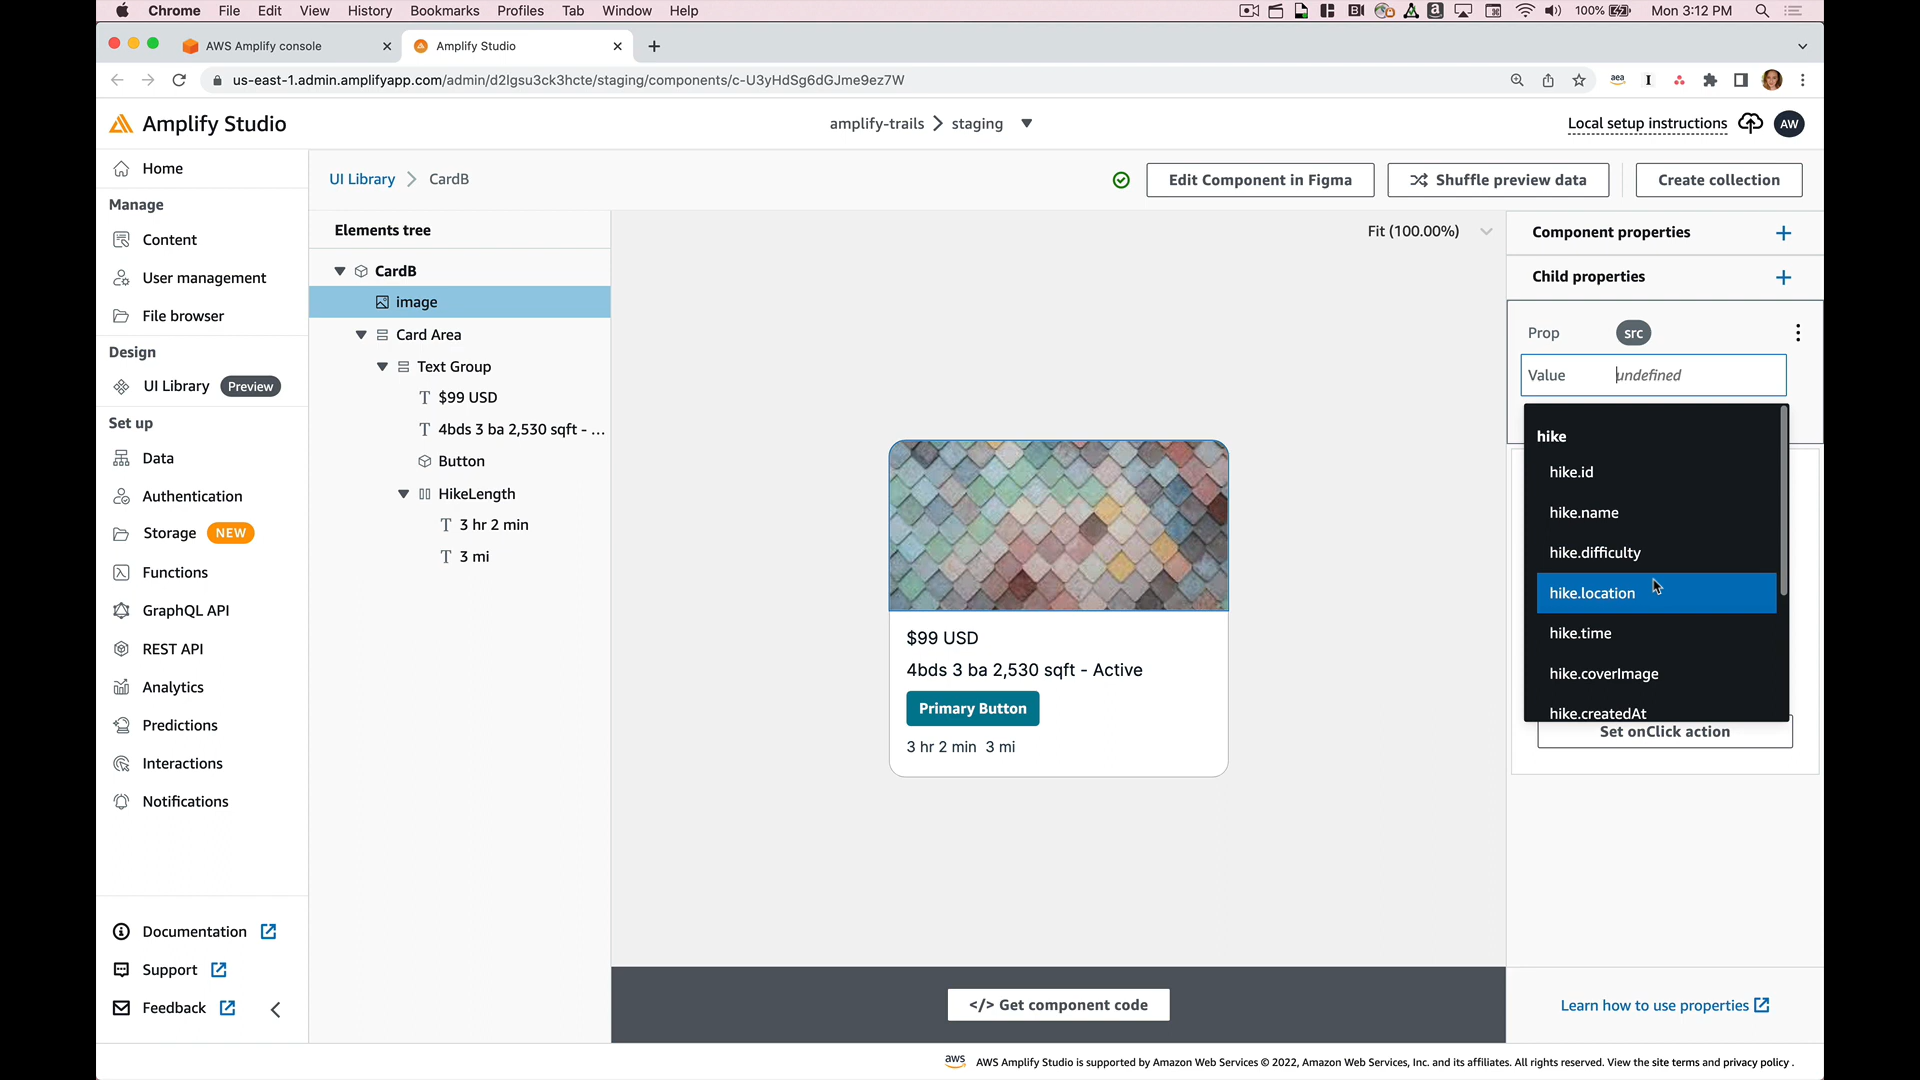 Chrome File Edit View History Bookmarks Profiles Tab Window Help 100% Mon 3:12 PM
AWS Amplify console
Amplify Studio
us-east-1.admin.amplifyapp.com/admin/d2lgsu3ck3hcte/staging/components/c-U3yHdSg6dGJme9ez7W
Amplify Studio
amplify-trails > staging
Local setup instructions
AW
Home
Manage
Content
User management
File browser
Design
UI Library Preview
Set up
Data
Authentication
Storage NEW
Functions
GraphQL API
REST API
Analytics
Predictions
Interactions
Notifications
Documentation
Support
Feedback
UI Library > CardB
Edit Component in Figma
Shuffle preview data
Create collection
Elements tree
CardB
image
Card Area
Text Group
T $99 USD
T 4bds 3 ba 2,530 sqft - ...
Button
HikeLength
T 3 hr 2 min
T 3 mi
Fit (100.00%)
$99 USD
4bds 3 ba 2,530 sqft - Active
Primary Button
3 hr 2 min 3 mi
</> Get component code
Component properties
Child properties
Prop src
Value undefined
hike
hike.id
hike.name
hike.difficulty
hike.location
hike.time
hike.coverImage
hike.createdAt
Set onClick action
Learn how to use properties
aws AWS Amplify Studio is supported by Amazon Web Services © 2022, Amazon Web Services, Inc. and its affiliates. All rights reserved. View the site terms and privacy policy .